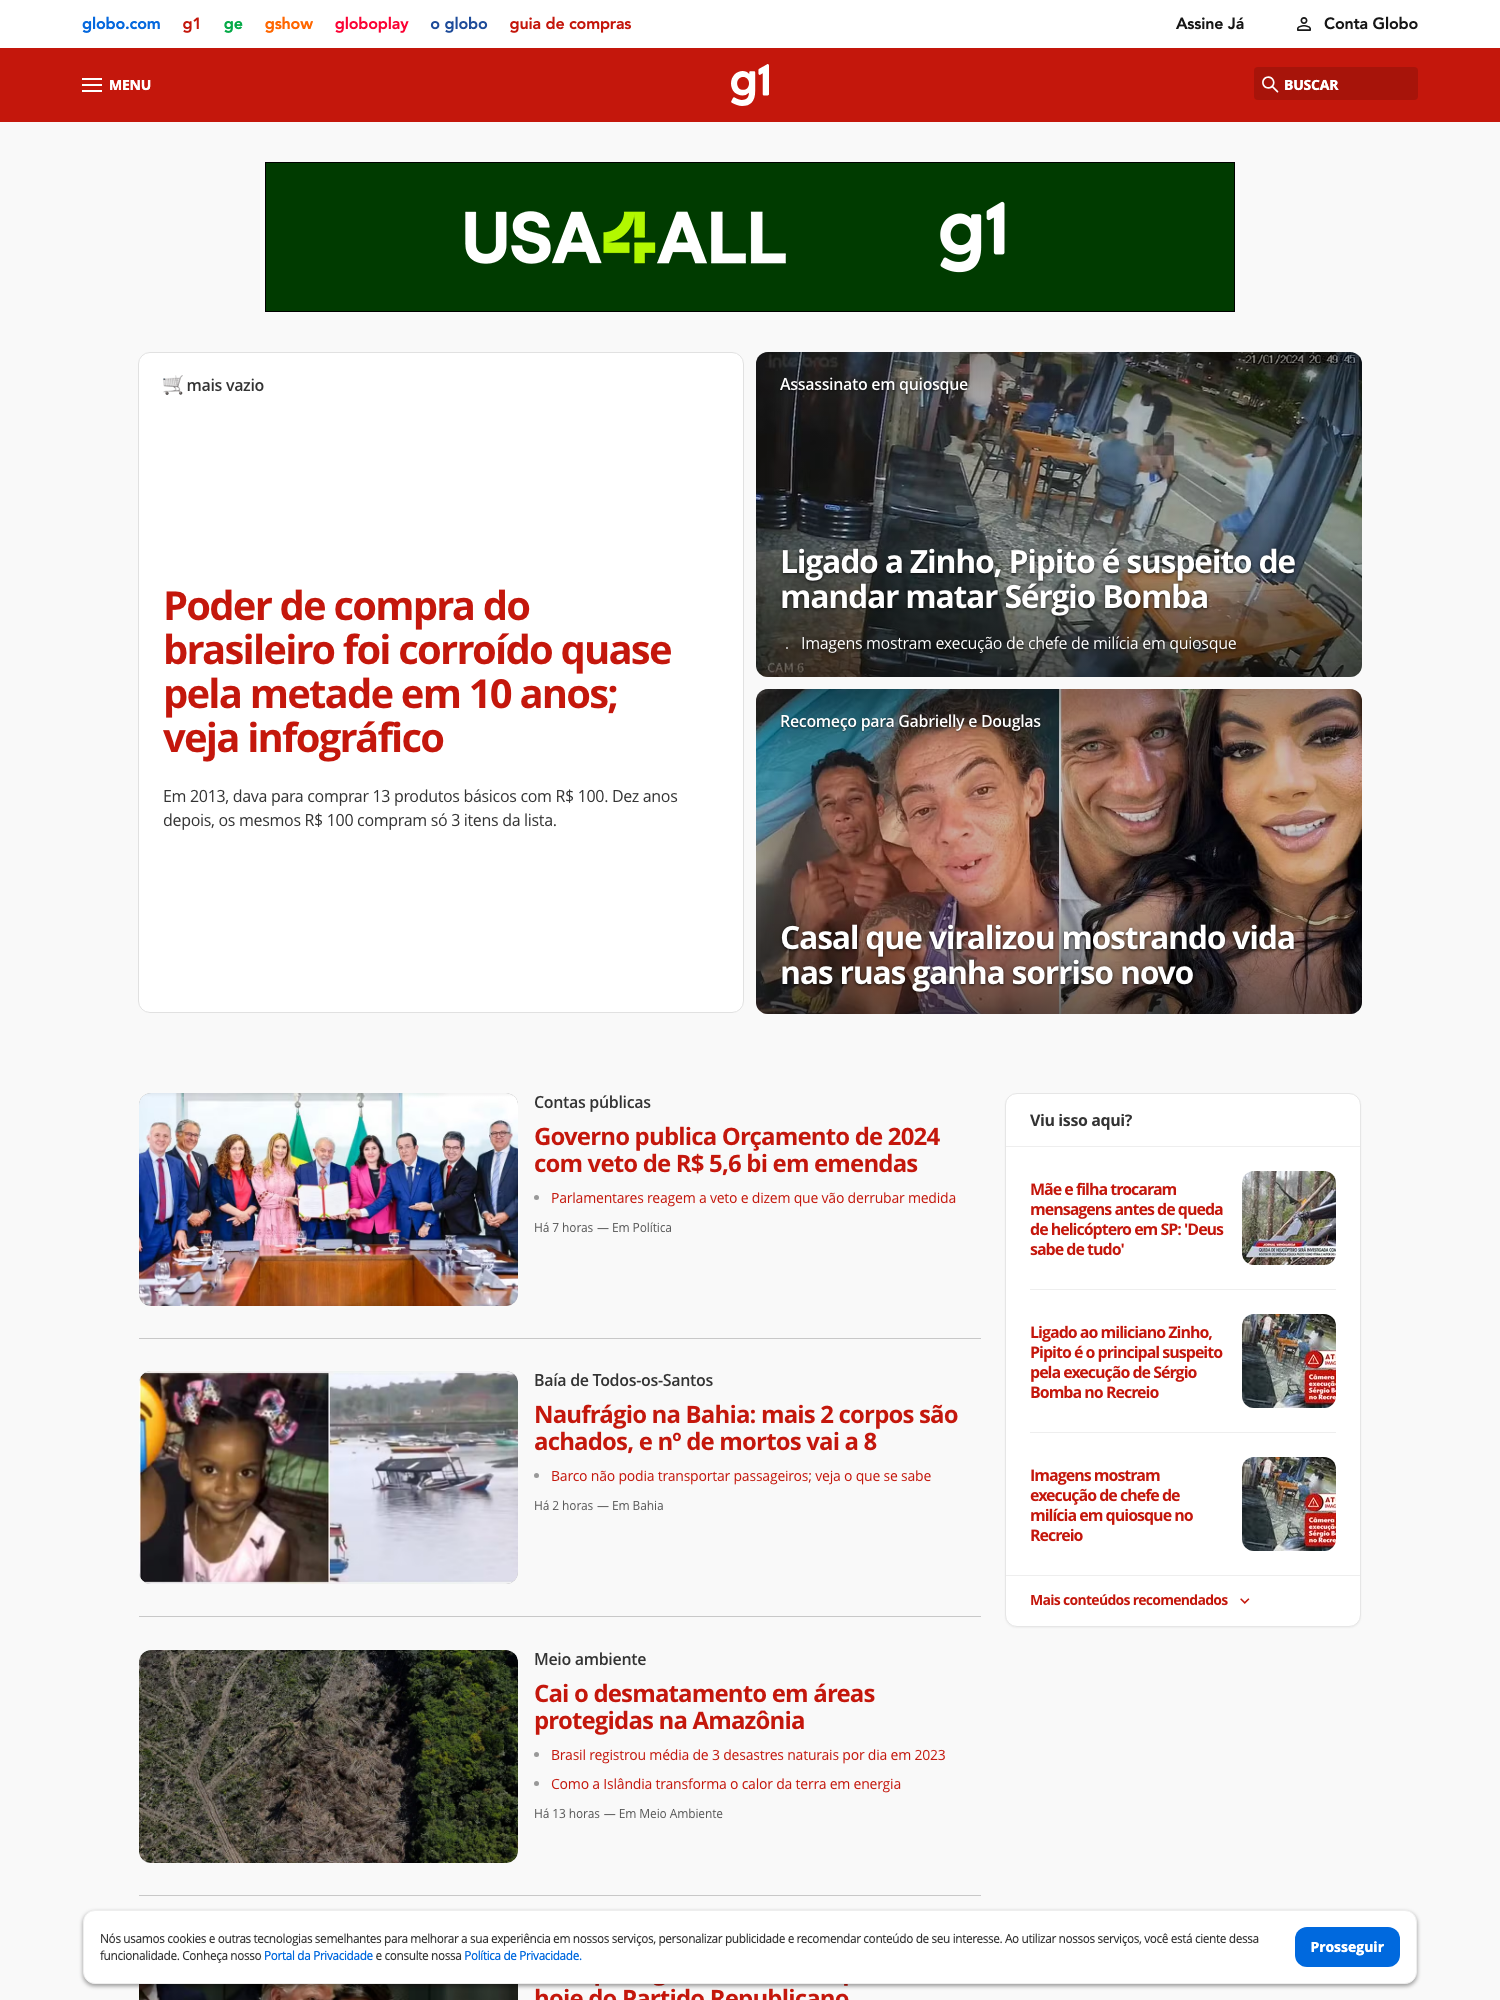 globo.com g1 ge gshow globoplay o globo guia de compras Assine Já Conta Globo
MENU g1 BUSCAR
USA4ALL g1
🛒 mais vazio
Poder de compra do
brasileiro foi corroído quase
pela metade em 10 anos;
veja infográfico
Em 2013, dava para comprar 13 produtos básicos com R$ 100. Dez anos
depois, os mesmos R$ 100 compram só 3 itens da lista.
intelbras 21/01/2024 20:49:45
Assassinato em quiosque
Ligado a Zinho, Pipito é suspeito de
mandar matar Sérgio Bomba
. Imagens mostram execução de chefe de milícia em quiosque
CAM 6
Recomeço para Gabrielly e Douglas
Casal que viralizou mostrando vida
nas ruas ganha sorriso novo
Contas públicas
Governo publica Orçamento de 2024
com veto de R$ 5,6 bi em emendas
• Parlamentares reagem a veto e dizem que vão derrubar medida
Há 7 horas — Em Política
Baía de Todos-os-Santos
Naufrágio na Bahia: mais 2 corpos são
achados, e nº de mortos vai a 8
• Barco não podia transportar passageiros; veja o que se sabe
Há 2 horas — Em Bahia
Meio ambiente
Cai o desmatamento em áreas
protegidas na Amazônia
• Brasil registrou média de 3 desastres naturais por dia em 2023
• Como a Islândia transforma o calor da terra em energia
Há 13 horas — Em Meio Ambiente
Viu isso aqui?
Mãe e filha trocaram
mensagens antes de queda
de helicóptero em SP: 'Deus
sabe de tudo'
Ligado ao miliciano Zinho,
Pipito é o principal suspeito
pela execução de Sérgio
Bomba no Recreio
Imagens mostram
execução de chefe de
milícia em quiosque no
Recreio
Mais conteúdos recomendados
Nós usamos cookies e outras tecnologias semelhantes para melhorar a sua experiência em nossos serviços, personalizar publicidade e recomendar conteúdo de seu interesse. Ao utilizar nossos serviços, você está ciente dessa
funcionalidade. Conheça nosso Portal da Privacidade e consulte nossa Política de Privacidade.
Prosseguir
hoje do Partido Republicano